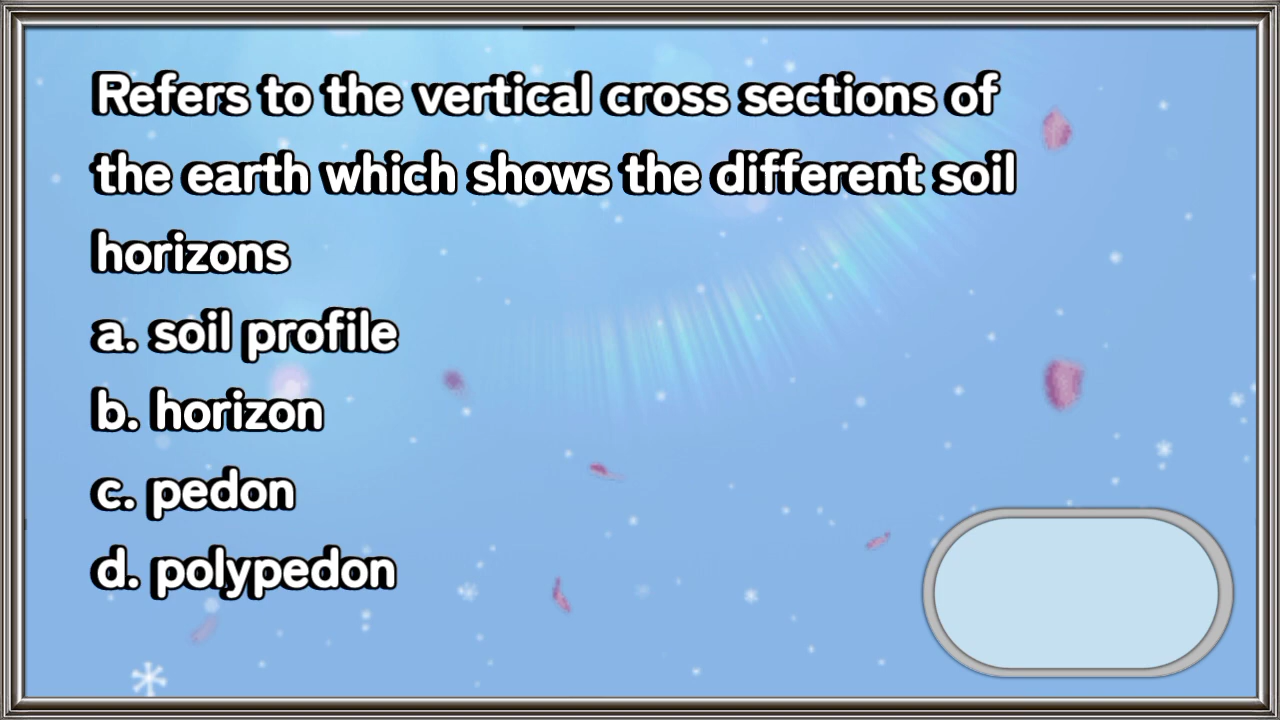 Refers to the vertical cross sections of
the earth which shows the different soil
horizons
a. soil profile
b. horizon
c. pedon
d. polypedon